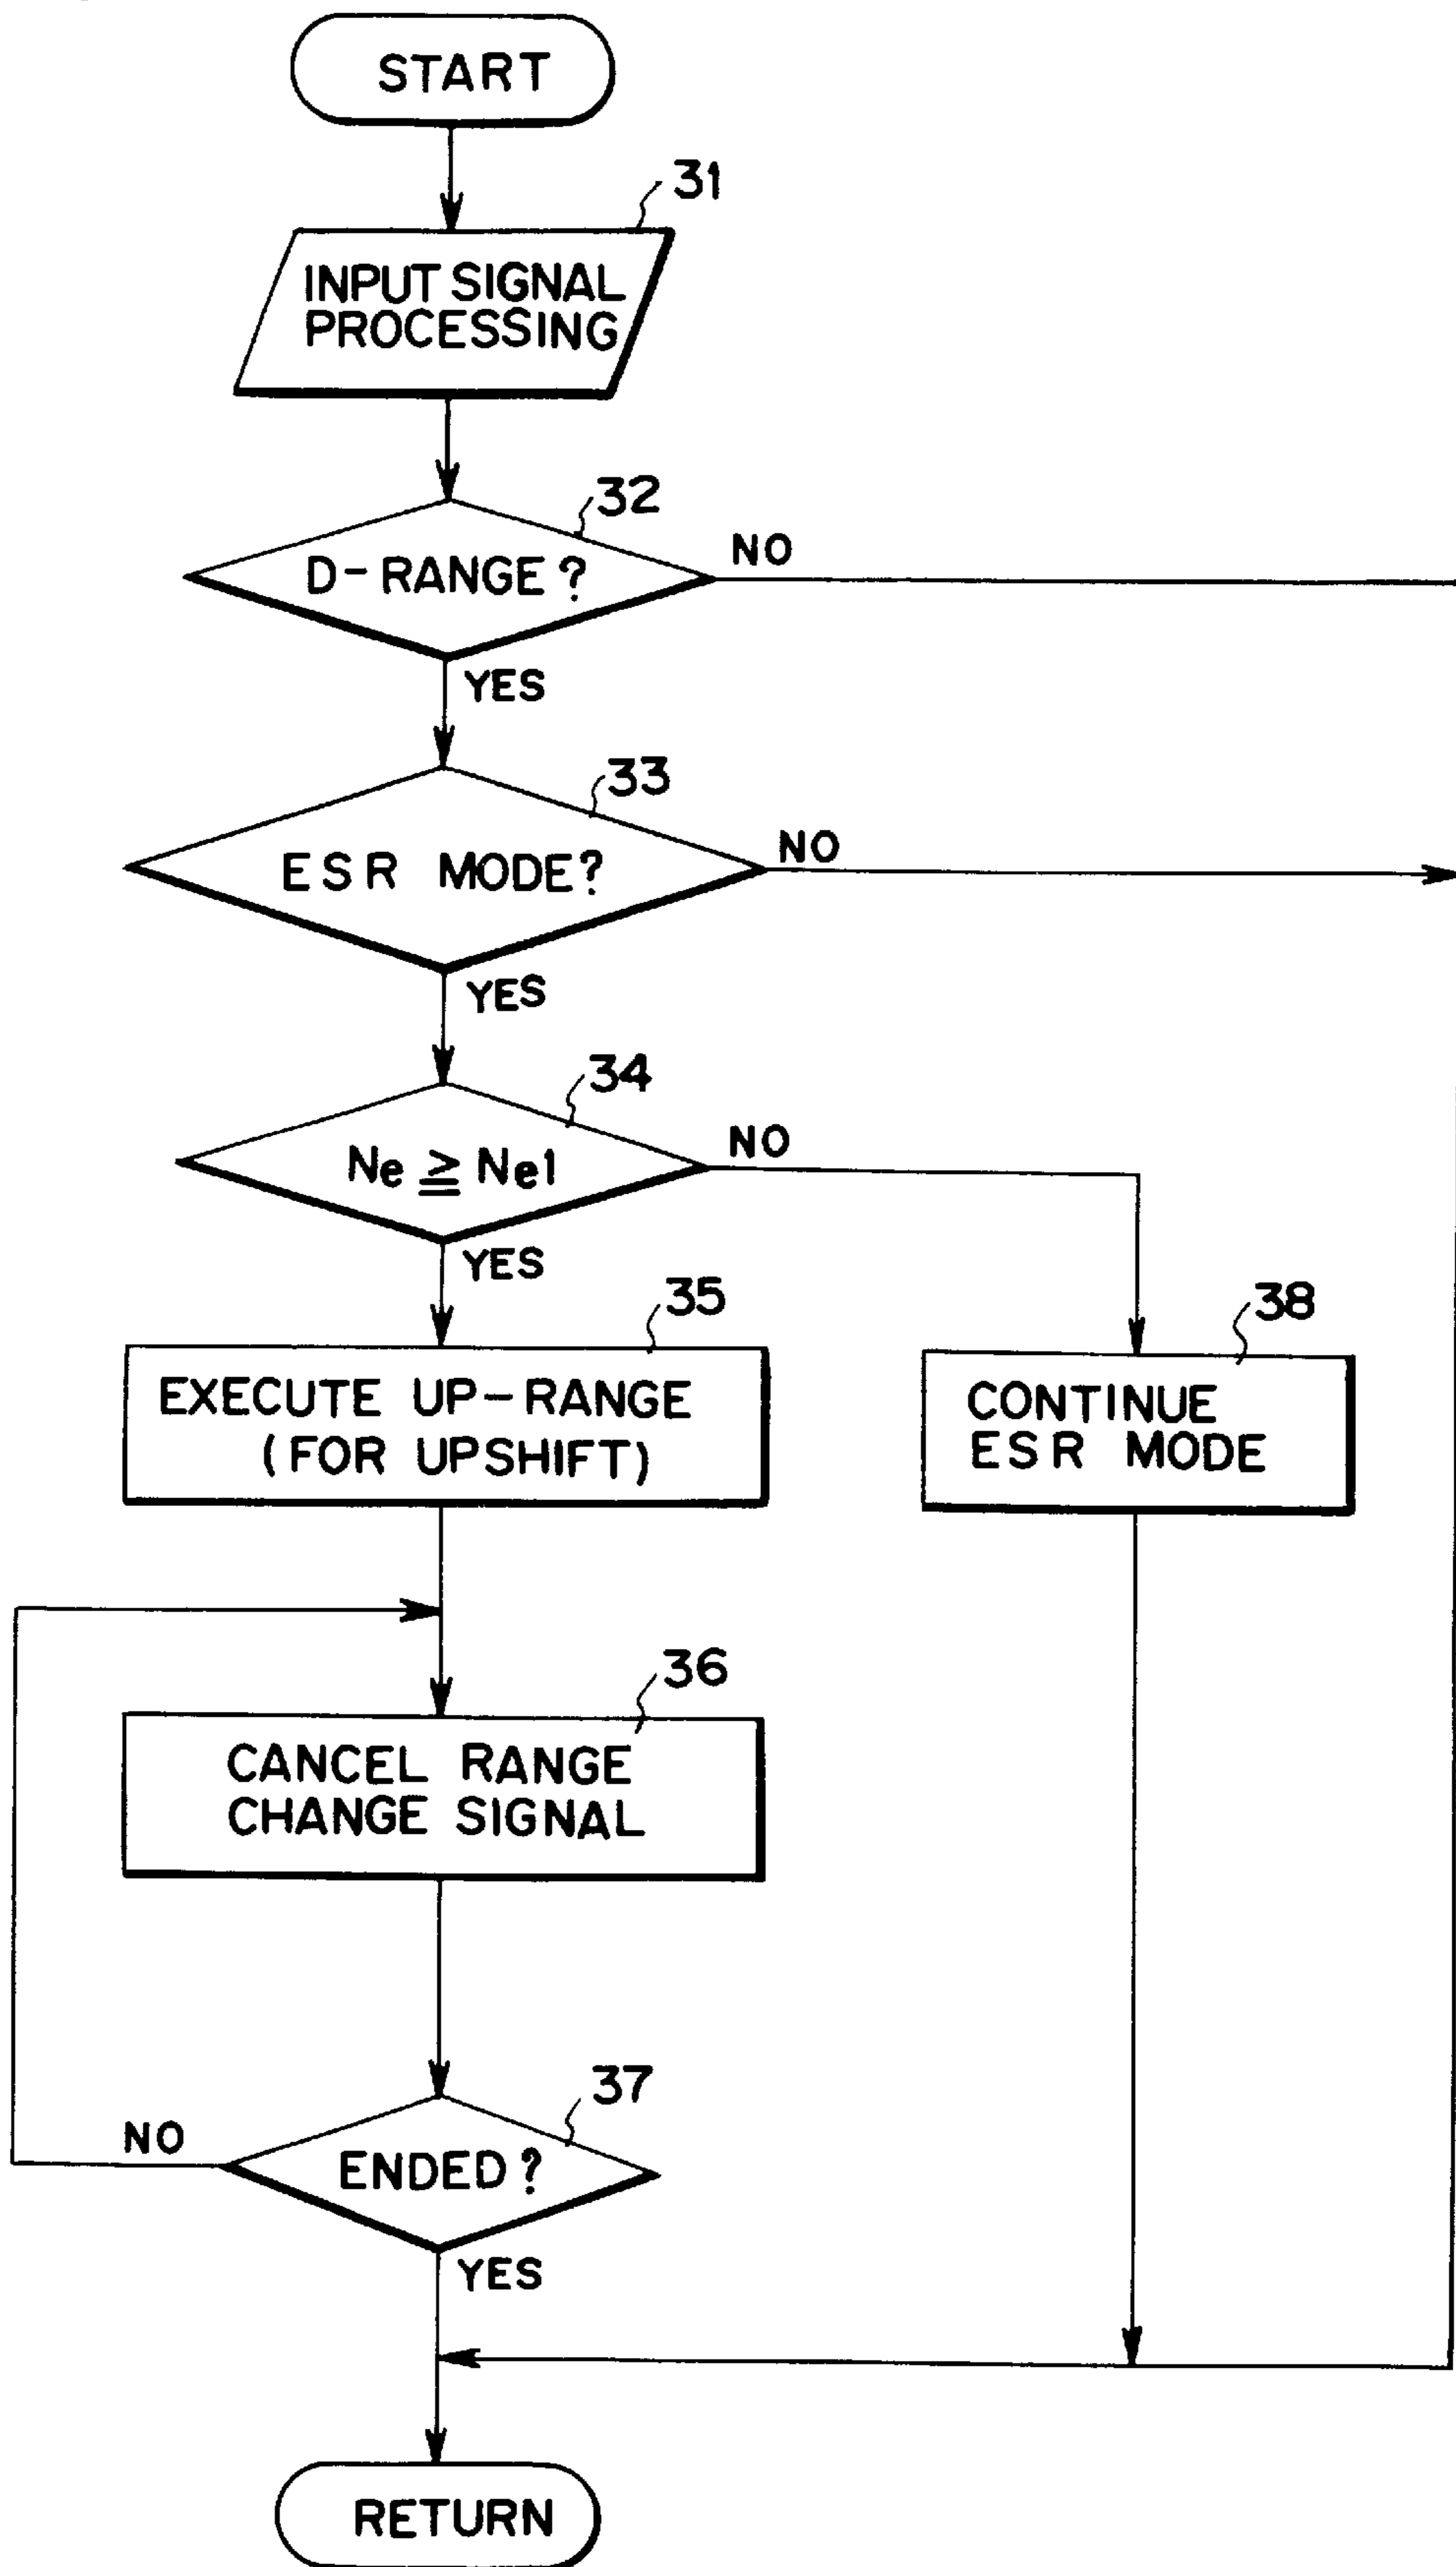 START
31
INPUT SIGNAL
PROCESSING
32
D-RANGE?
NO
YES
33
ESR MODE?
NO
YES
34
Ne ≧ Ne1
NO
YES
35
EXECUTE UP-RANGE
(FOR UPSHIFT)
38
CONTINUE
ESR MODE
36
CANCEL RANGE
CHANGE SIGNAL
37
NO
ENDED?
YES
RETURN